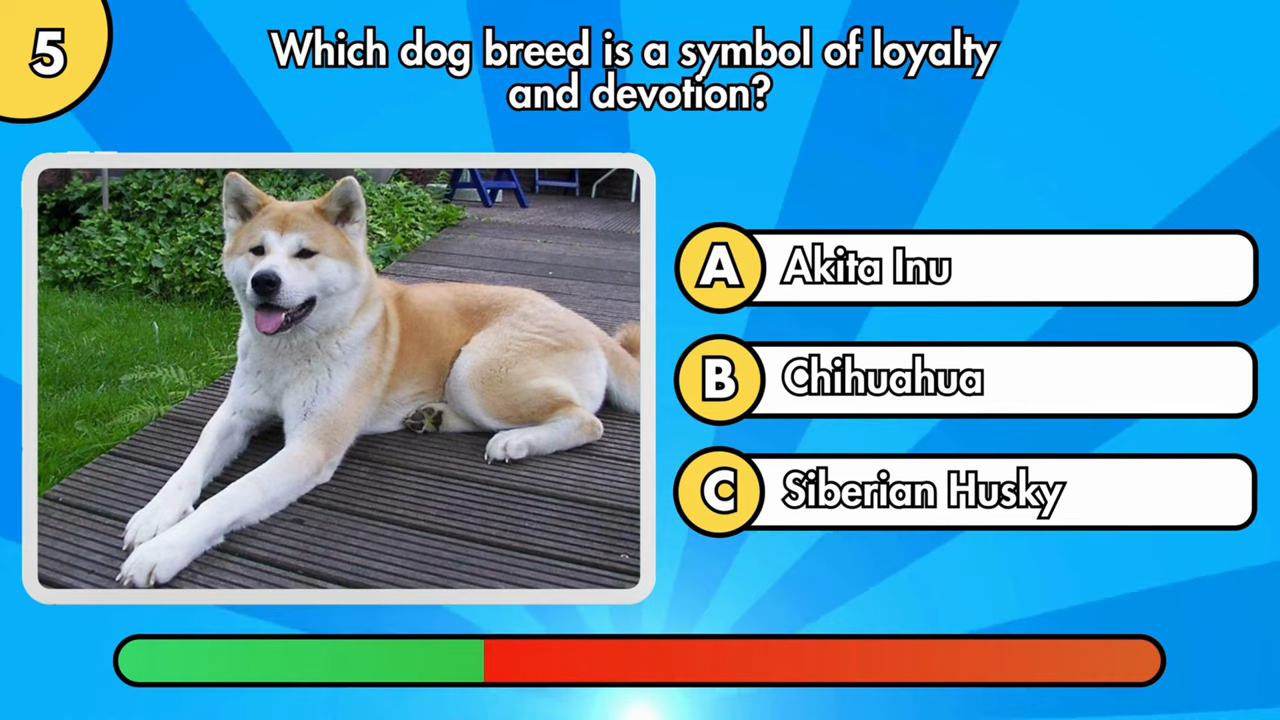 5
Which dog breed is a symbol of loyalty
and devotion?
A Akita Inu
B Chihuahua
C Siberian Husky